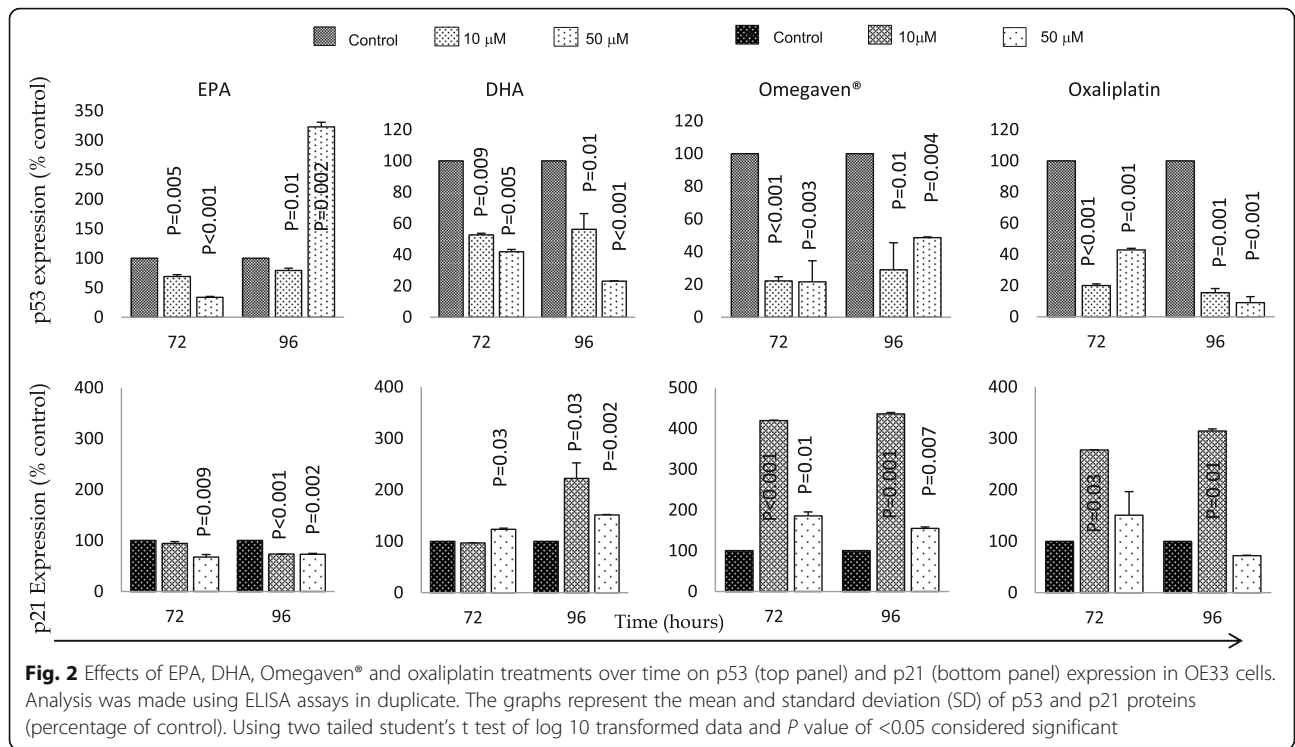 Control 10 µM 50 µM Control 10µM 50 µM
EPA DHA Omegaven® Oxaliplatin
p53 expression (% control)
350
300
250
200
150
100
50
0
P=0.005
P<0.001
P=0.01
P=0.002
72 96
120
100
80
60
40
20
0
P=0.009
P=0.005
P=0.01
P<0.001
72 96
120
100
80
60
40
20
0
P<0.001
P=0.003
P=0.01
P=0.004
72 96
120
100
80
60
40
20
0
P<0.001
P=0.001
P=0.001
P=0.001
72 96
p21 Expression (% control)
400
300
200
100
0
P=0.009
P<0.001
P=0.002
72 96
400
300
200
100
0
P=0.03
P=0.03
P=0.002
72 96
500
400
300
200
100
0
P<0.001
P=0.01
P=0.001
P=0.007
72 96
400
300
200
100
0
P=0.03
P=0.01
72 96
Time (hours)
Fig. 2 Effects of EPA, DHA, Omegaven® and oxaliplatin treatments over time on p53 (top panel) and p21 (bottom panel) expression in OE33 cells.
Analysis was made using ELISA assays in duplicate. The graphs represent the mean and standard deviation (SD) of p53 and p21 proteins
(percentage of control). Using two tailed student's t test of log 10 transformed data and P value of <0.05 considered significant